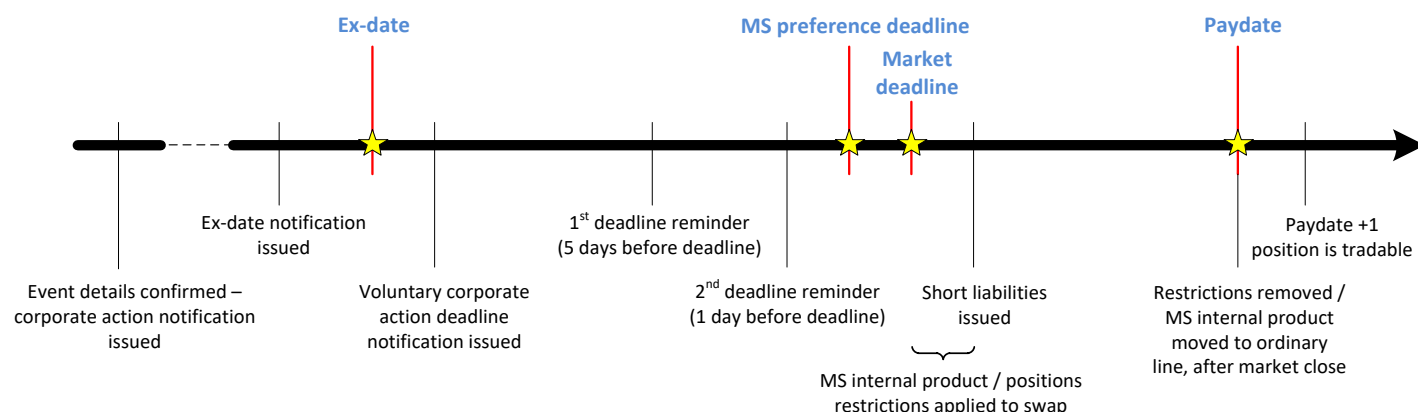 Ex-date
MS preference deadline
Market
deadline
Paydate
Ex-date notification
issued
1st deadline reminder
(5 days before deadline)
Paydate +1
position is tradable
Event details confirmed –
corporate action notification
issued
Voluntary corporate
action deadline
notification issued
2nd deadline reminder
(1 day before deadline)
Short liabilities
issued
Restrictions removed /
MS internal product
moved to ordinary
line, after market close
MS internal product / positions
restrictions applied to swap